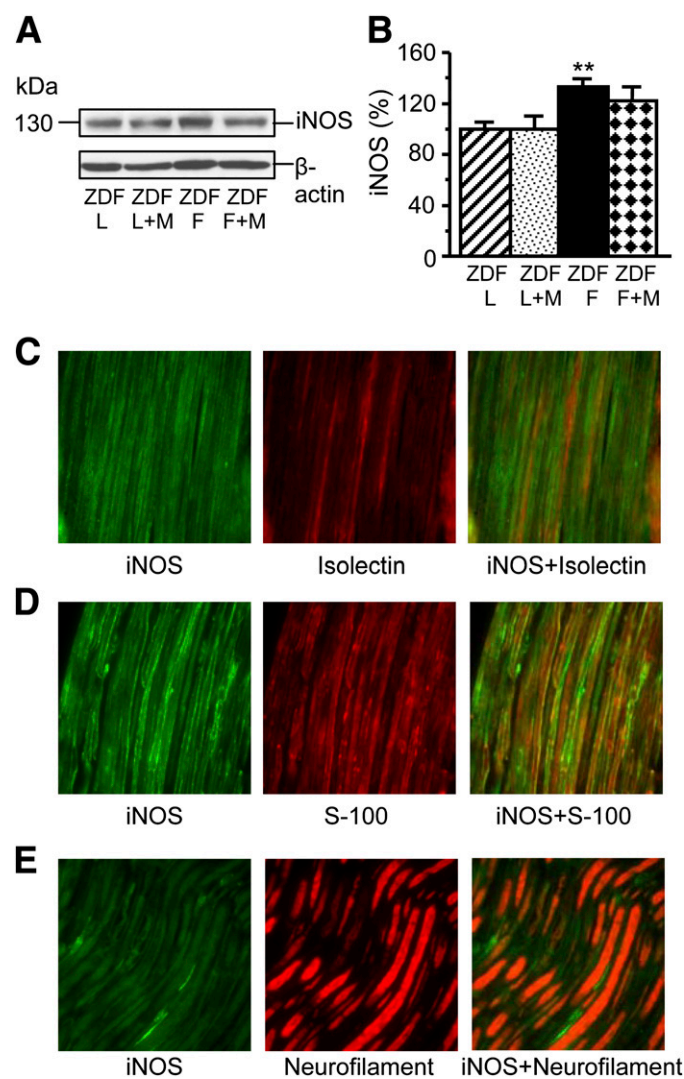 A
kDa
130
iNOS
β-
actin
ZDF ZDF ZDF ZDF
L L+M F F+M
B
iNOS (%)
160
120
80
40
0
**
ZDF ZDF ZDF ZDF
L L+M F F+M
C
iNOS Isolectin iNOS+Isolectin
D
iNOS S-100 iNOS+S-100
E
iNOS Neurofilament iNOS+Neurofilament